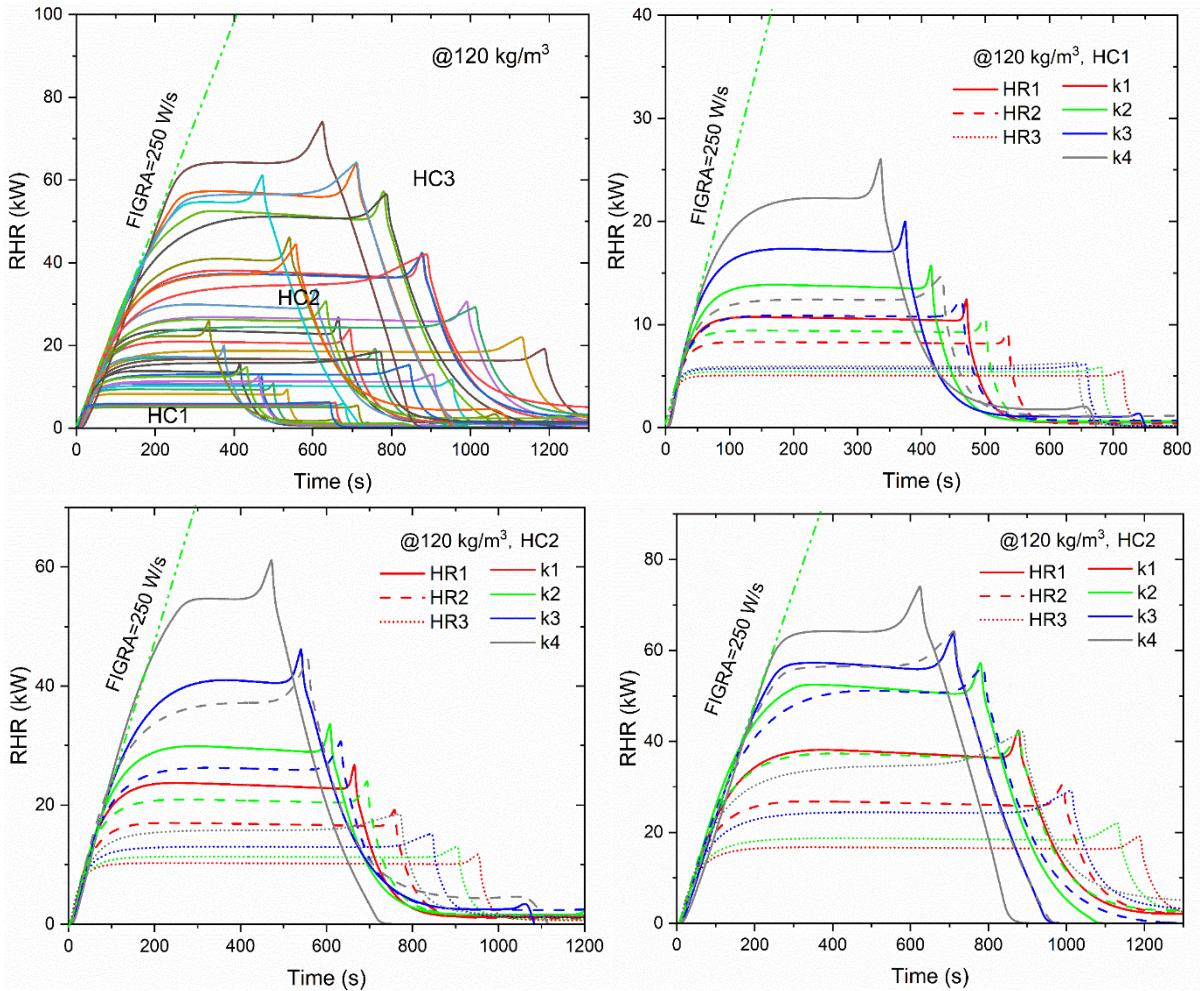 @120 kg/m³
FIGRA=250 W/s
HC3
HC2
HC1
RHR (kW)
100
80
60
40
20
0
0 200 400 600 800 1000 1200
Time (s)
@120 kg/m³, HC1
HR1 k1
HR2 k2
HR3 k3
k4
FIGRA=250 W/s
RHR (kW)
40
30
20
10
0
0 100 200 300 400 500 600 700 800
Time (s)
@120 kg/m³, HC2
HR1 k1
HR2 k2
HR3 k3
k4
FIGRA=250 W/s
RHR (kW)
60
40
20
0
0 200 400 600 800 1000 1200
Time (s)
@120 kg/m³, HC2
HR1 k1
HR2 k2
HR3 k3
k4
FIGRA=250 W/s
RHR (kW)
80
60
40
20
0
0 200 400 600 800 1000 1200
Time (s)